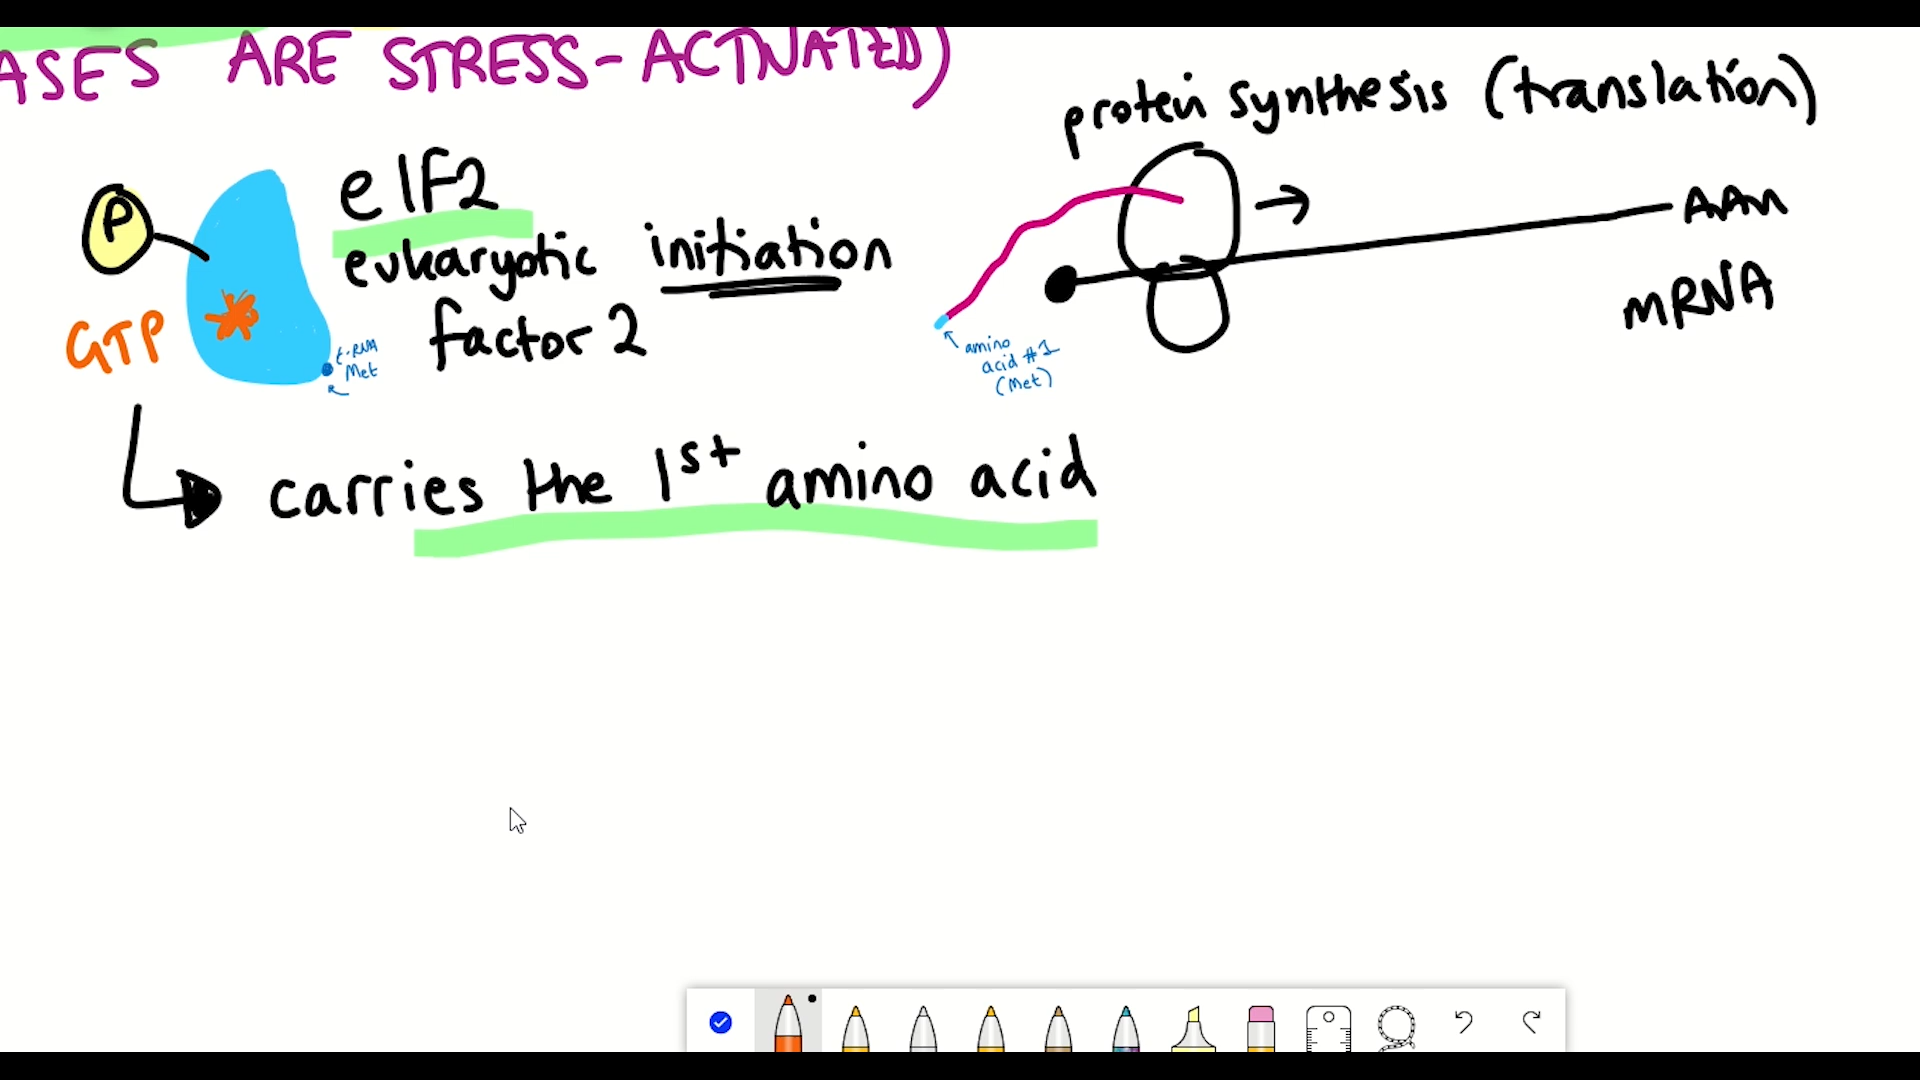 ASES ARE STRESS-ACTIVATED)
protein synthesis (translation)
P
eIF2
eukaryotic initiation
factor 2
GTP
t-RNA
Met
amino
acid #1
(Met)
mRNA
carries the 1st amino acid